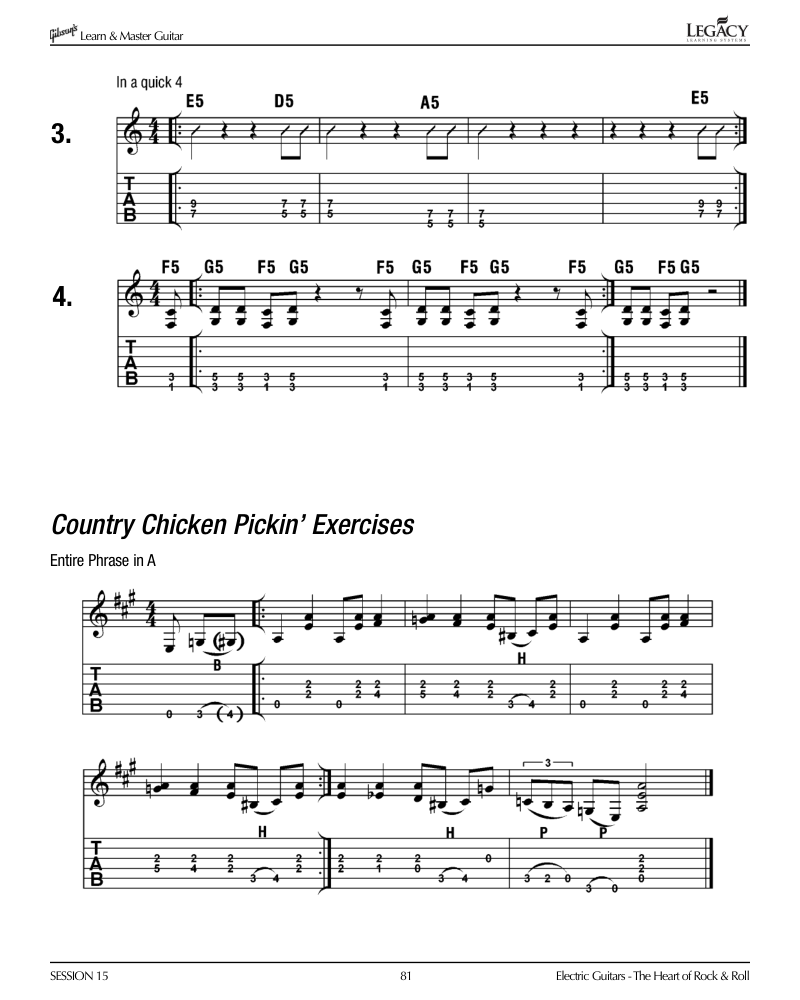 Gibson's Learn & Master Guitar
LEGACY
LEARNING SYSTEMS
In a quick 4
E5 D5 A5 E5
3.
4 4
T A B
9 7 7 7 9 9
7 5 5 5 7 7 7 7 7
5 5 5
F5 G5 F5 G5 F5 G5 F5 G5 F5 G5 F5 G5
4.
4 4
T A B
3 5 5 3 5 3 5 5 3 5 3 5 5 3 5
1 3 3 1 3 1 3 3 1 3 1 3 3 1 3
Country Chicken Pickin' Exercises
Entire Phrase in A
4 4
B H
T A B
2 2 2 2 2 2 2 2 2 2
2 2 4 5 4 2 2 2 2 4
0 0 3 4 0 0
0 3 (4)
3
H H P P
T A B
2 2 2 2 2 2 2 0 2
5 4 2 2 2 1 0 2
3 4 3 4 3 2 0 0
3 0
SESSION 15 81 Electric Guitars - The Heart of Rock & Roll